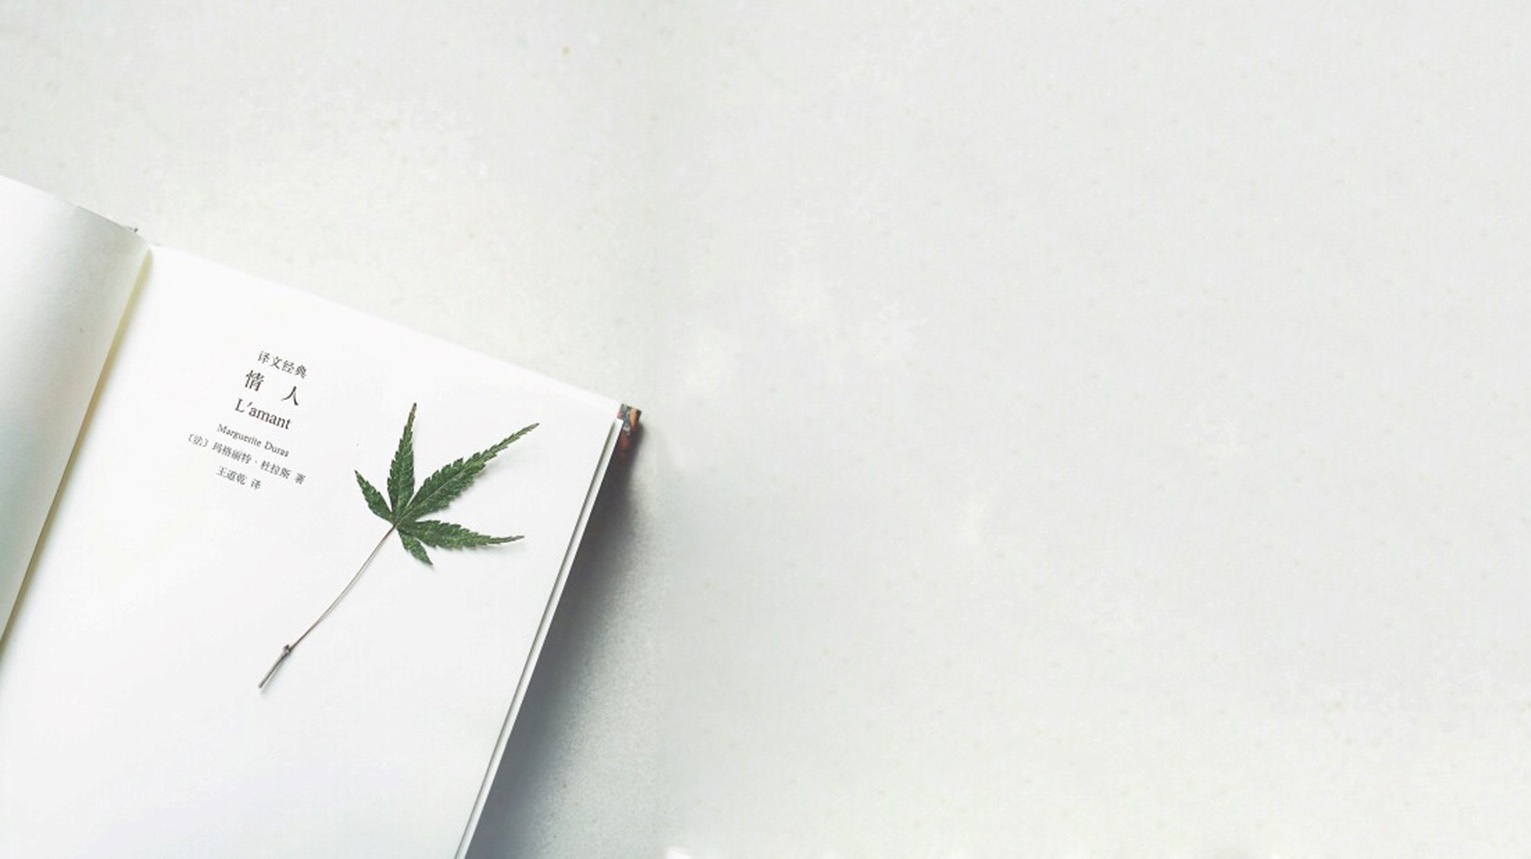 译文经典
情 人
L'amant
Marguerite Duras
〔法〕玛格丽特·杜拉斯 著
王道乾 译